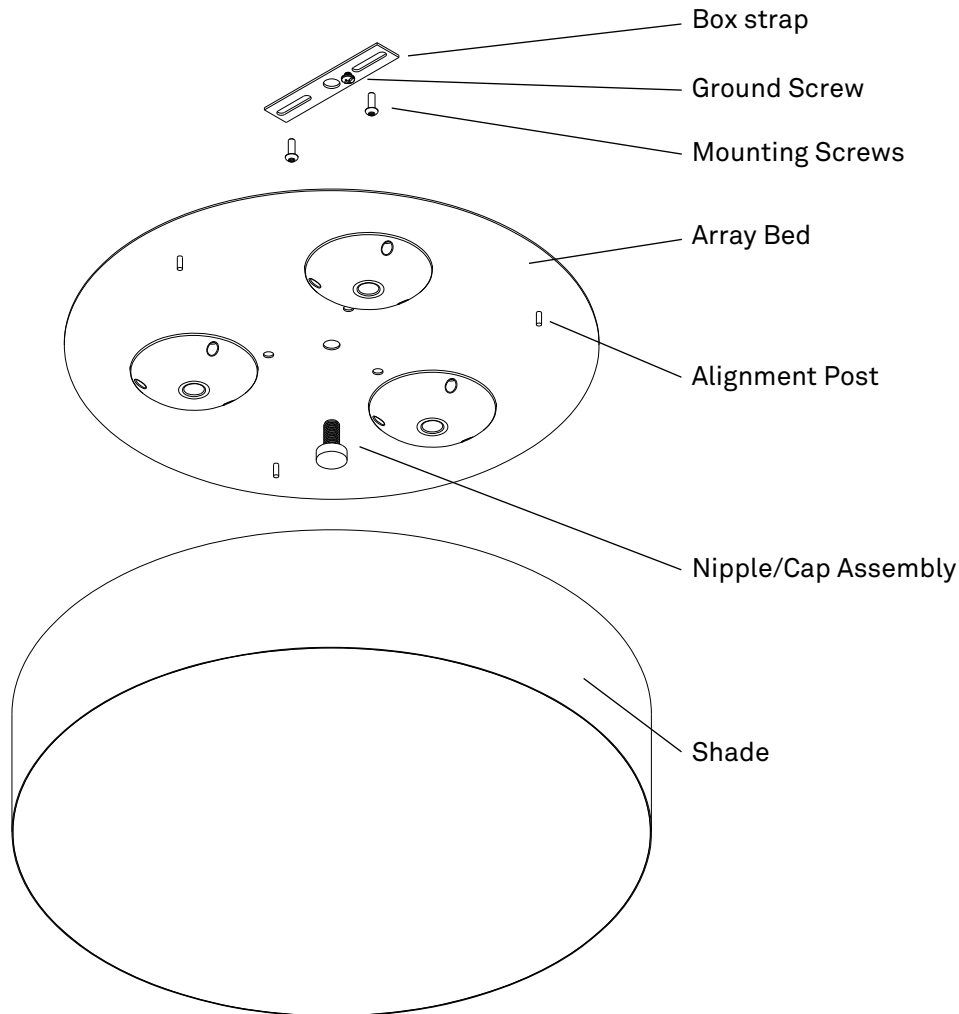 Box strap
Ground Screw
Mounting Screws
Array Bed
Alignment Post
Nipple/Cap Assembly
Shade